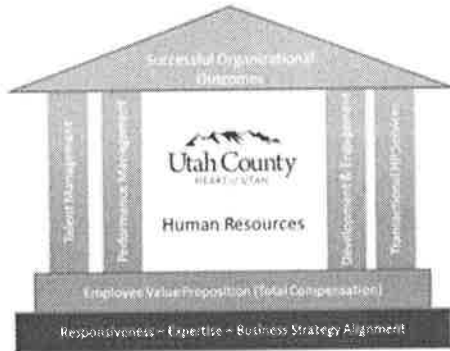 Successful Organizational
Outcomes
Talent Management
Performance Management
Utah County
HEART of UTAH
Human Resources
Development & Engagement
Transactional HR Services
Employee Value Proposition (Total Compensation)
Responsiveness ~ Expertise ~ Business Strategy Alignment